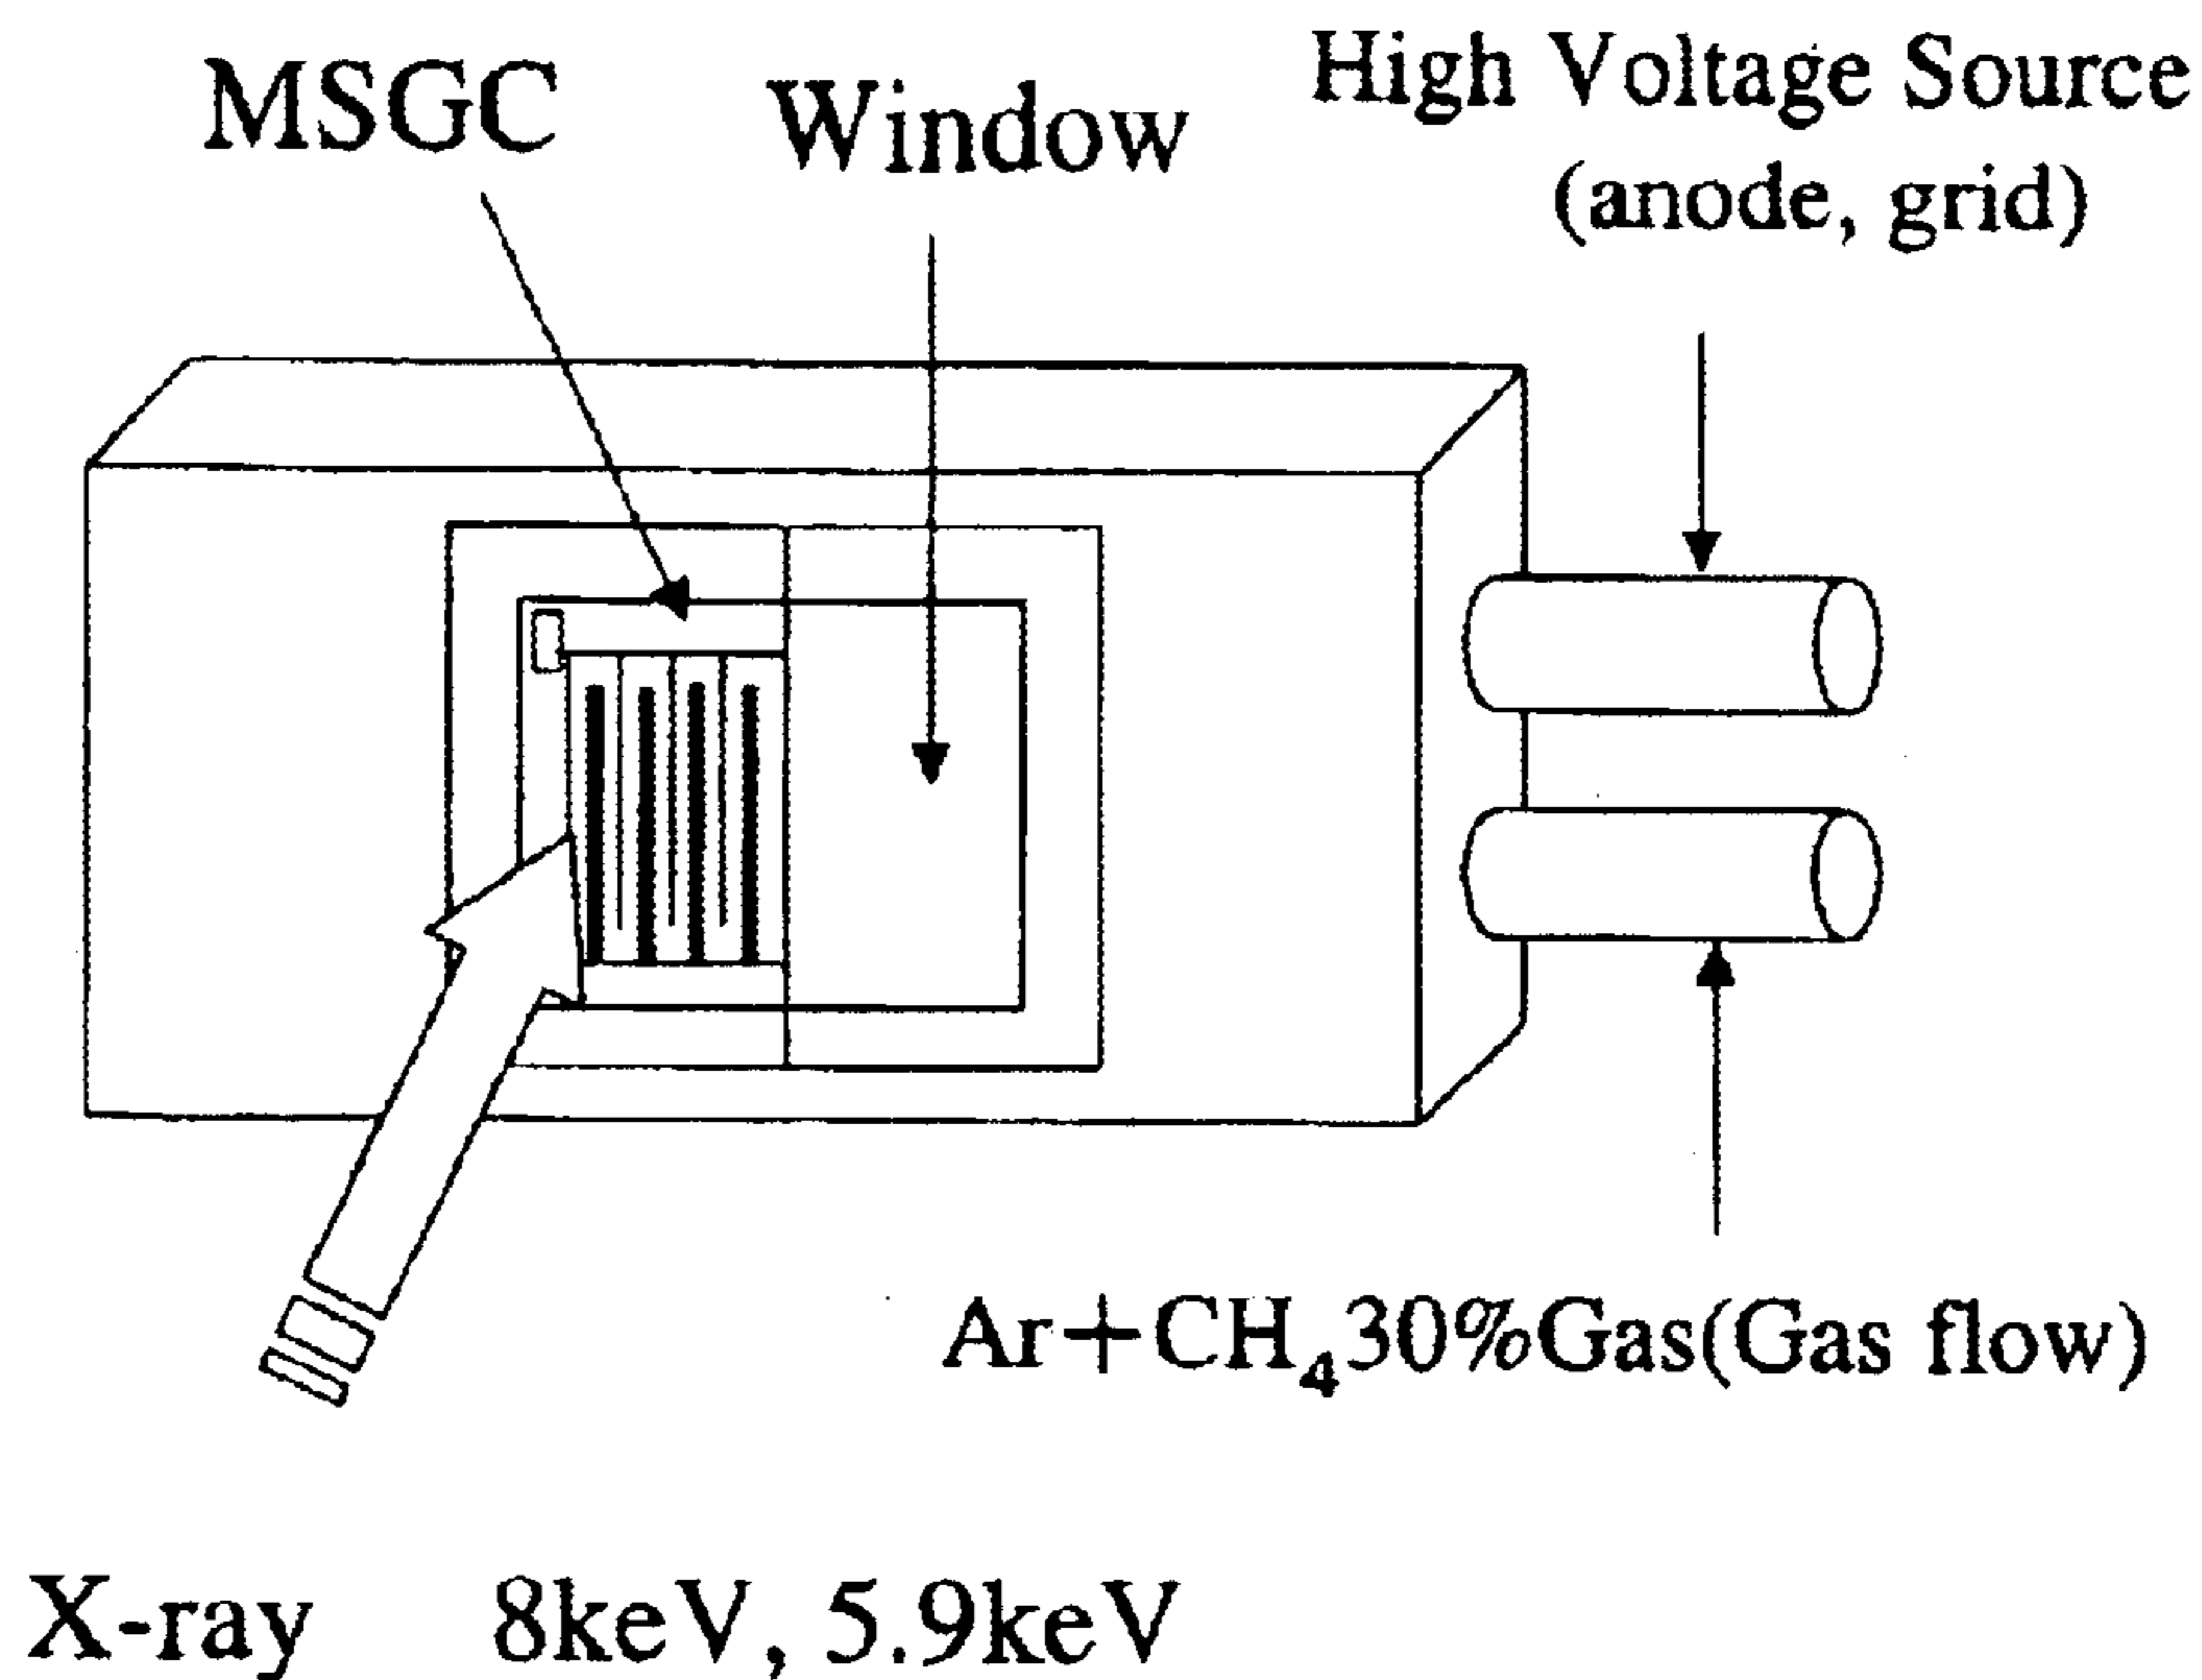 MSGC
Window
High Voltage Source
(anode, grid)
Ar+CH₄30%Gas(Gas flow)
X-ray 8keV, 5.9keV